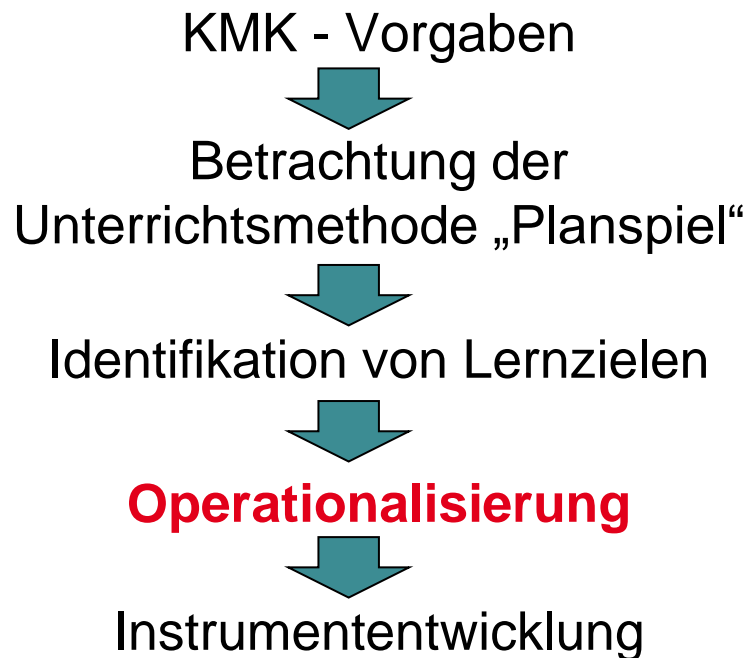 KMK - Vorgaben
Betrachtung der
Unterrichtsmethode „Planspiel“
Identifikation von Lernzielen
Operationalisierung
Instrumententwicklung